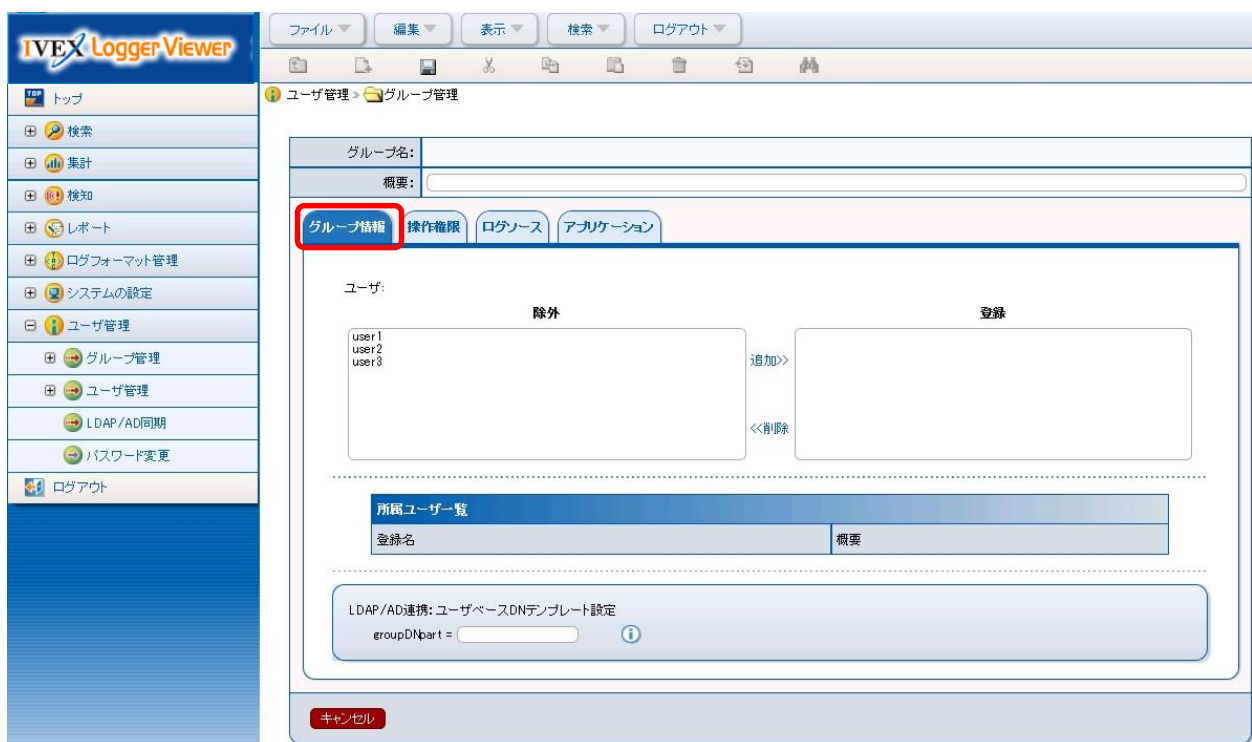 IVEX Logger Viewer
ファイル 編集 表示 検索 ログアウト
トップ
検索
集計
検知
レポート
ログフォーマット管理
システムの設定
ユーザ管理
グループ管理
ユーザ管理
LDAP/AD同期
パスワード変更
ログアウト
ユーザ管理 » グループ管理
グループ名:
概要:
グループ情報 操作権限 ログソース アプリケーション
ユーザ:
除外 登録
user1
user2
user3
追加>>
<<削除
所属ユーザ一覧
登録名 概要
LDAP/AD連携: ユーザベースDNテンプレート設定
groupDNpart =
キャンセル